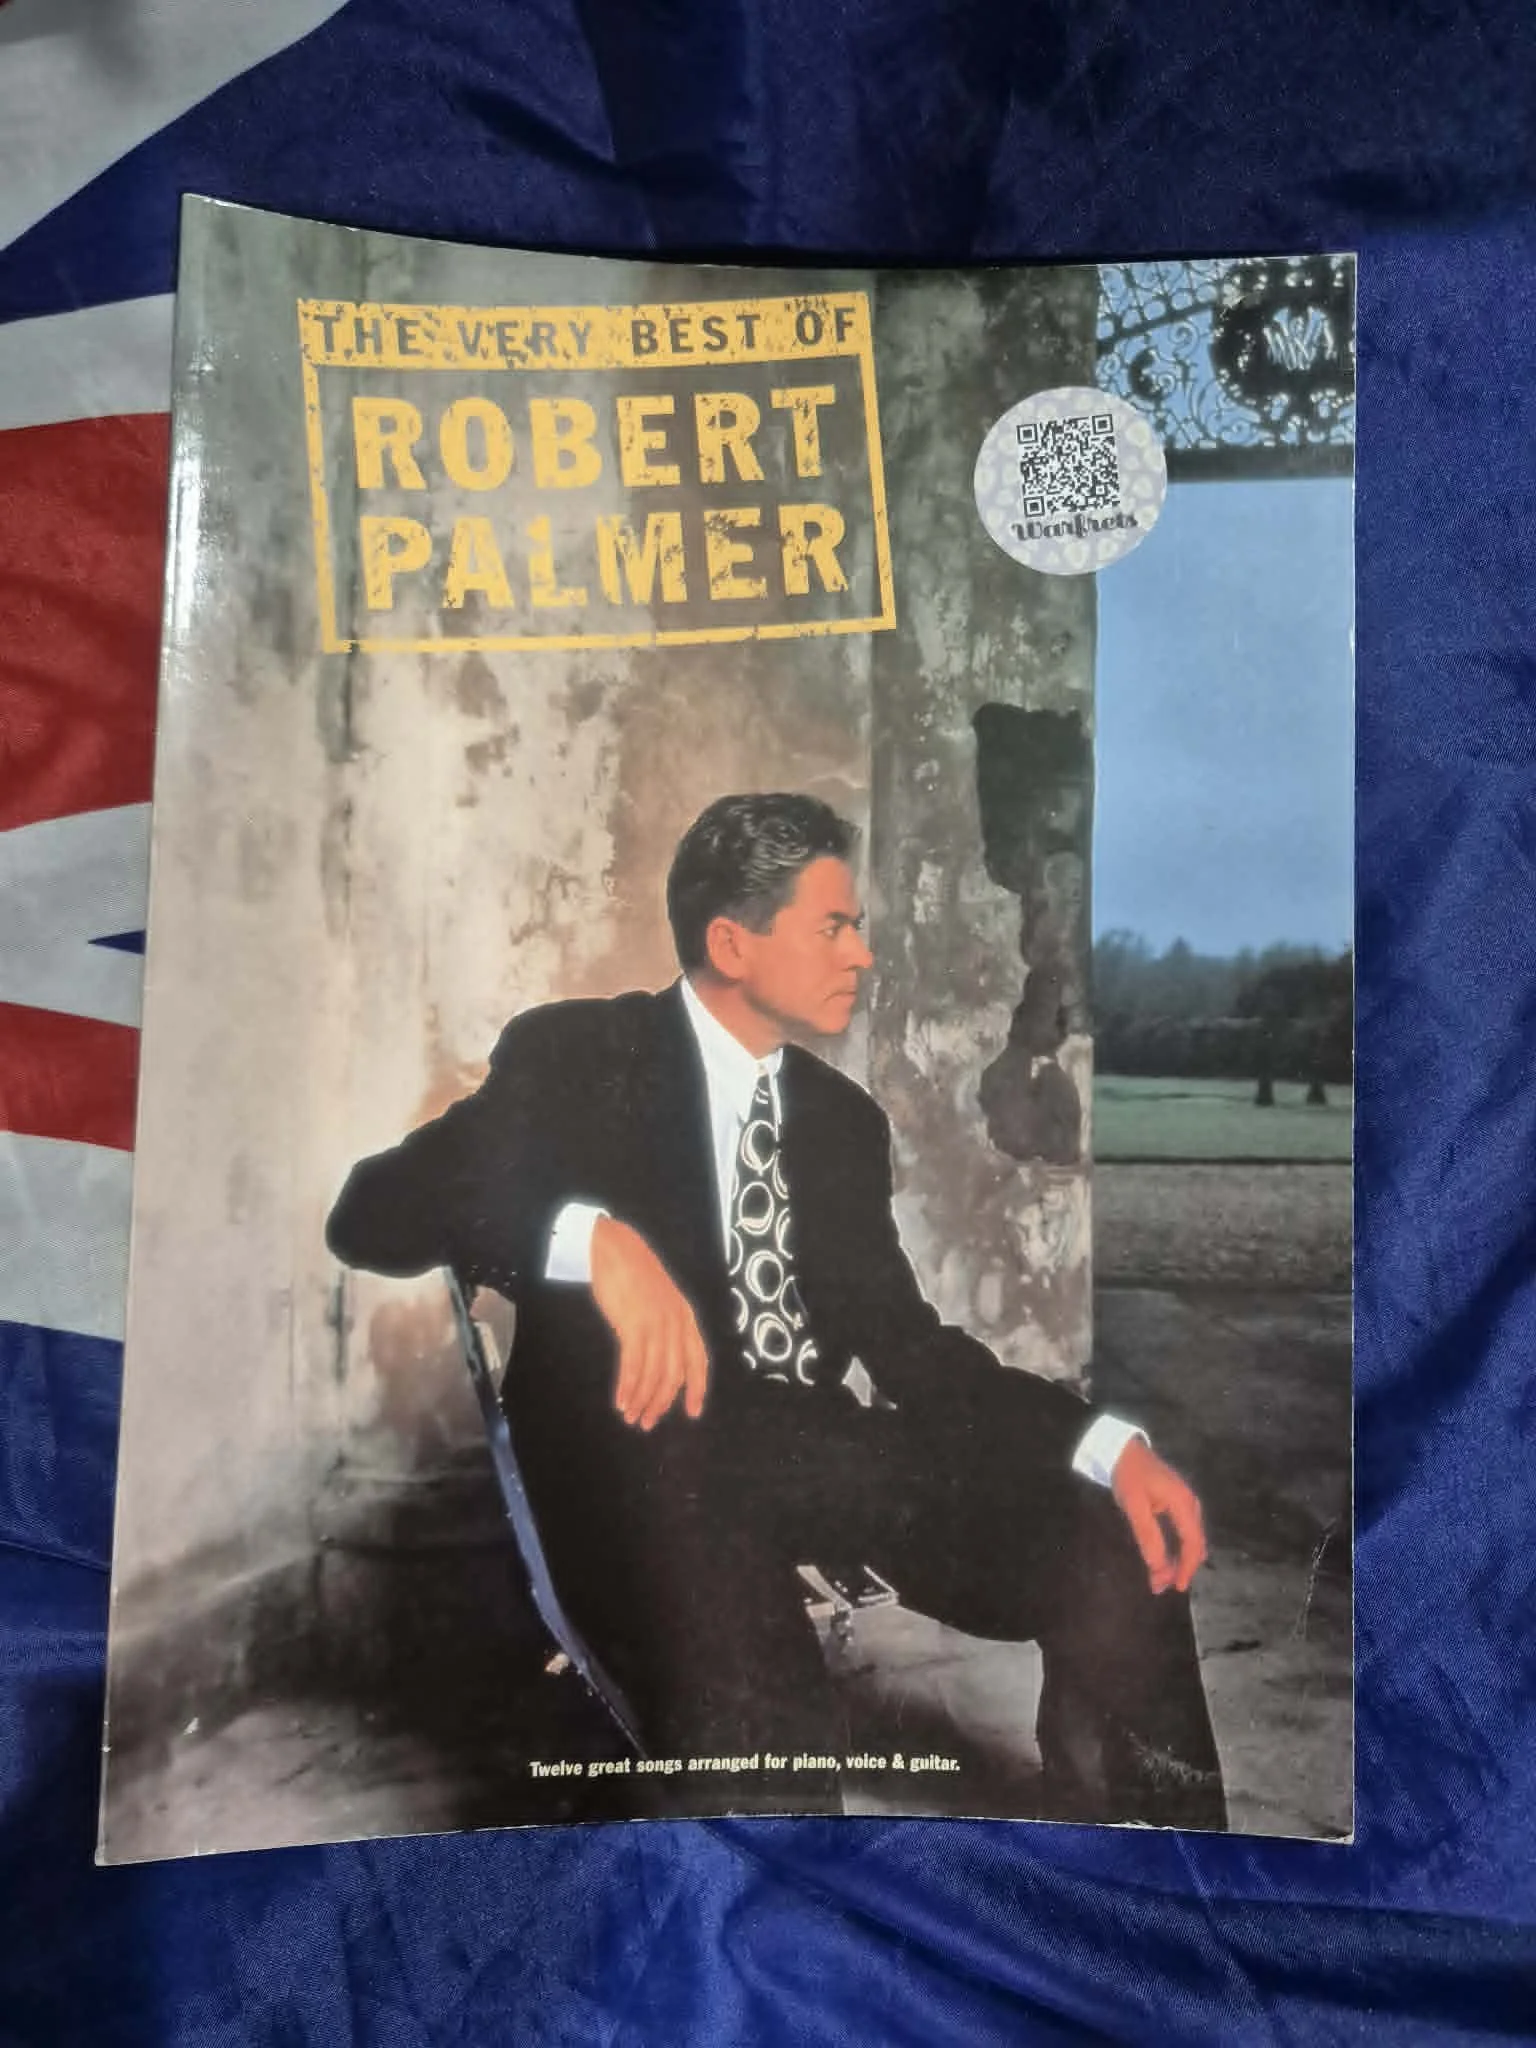 THE VERY BEST OF
ROBERT
PALMER
Warfrets
Twelve great songs arranged for piano, voice & guitar.